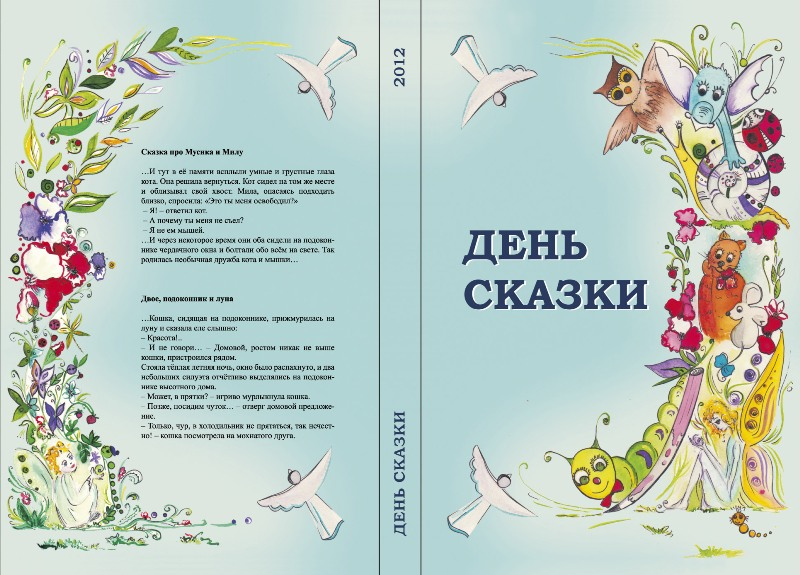 Сказка про Мусика и Милу
…И тут в её памяти всплыли умные и грустные глаза
кота. Она решила вернуться. Кот сидел на том же месте
и облизывал свой хвост. Мила, опасаясь подходить
близко, спросила: «Это ты меня освободил?»
– Я! – ответил кот.
– А почему ты меня не съел?
– Я не ем мышей.
…И через некоторое время они оба сидели на подокон-
нике чердачного окна и болтали обо всём на свете. Так
родилась необычная дружба кота и мышки…
Двое, подоконник и луна
…Кошка, сидящая на подоконнике, прижмурилась на
луну и сказала еле слышно:
– Красота!..
– И не говори… – Домовой, ростом никак не выше
кошки, пристроился рядом.
Стояла тёплая летняя ночь, окно было распахнуто, и два
небольших силуэта отчётливо выделялись на подокон-
нике высотного дома.
– Может, в прятки? – игриво мурлыкнула кошка.
– Позже, посидим чуток… – отверг домовой предложе-
ние.
– Только, чур, в холодильник не прятаться, так нечест-
но! – кошка посмотрела на мохнатого друга.
ДЕНЬ СКАЗКИ
2012
ДЕНЬ
СКАЗКИ